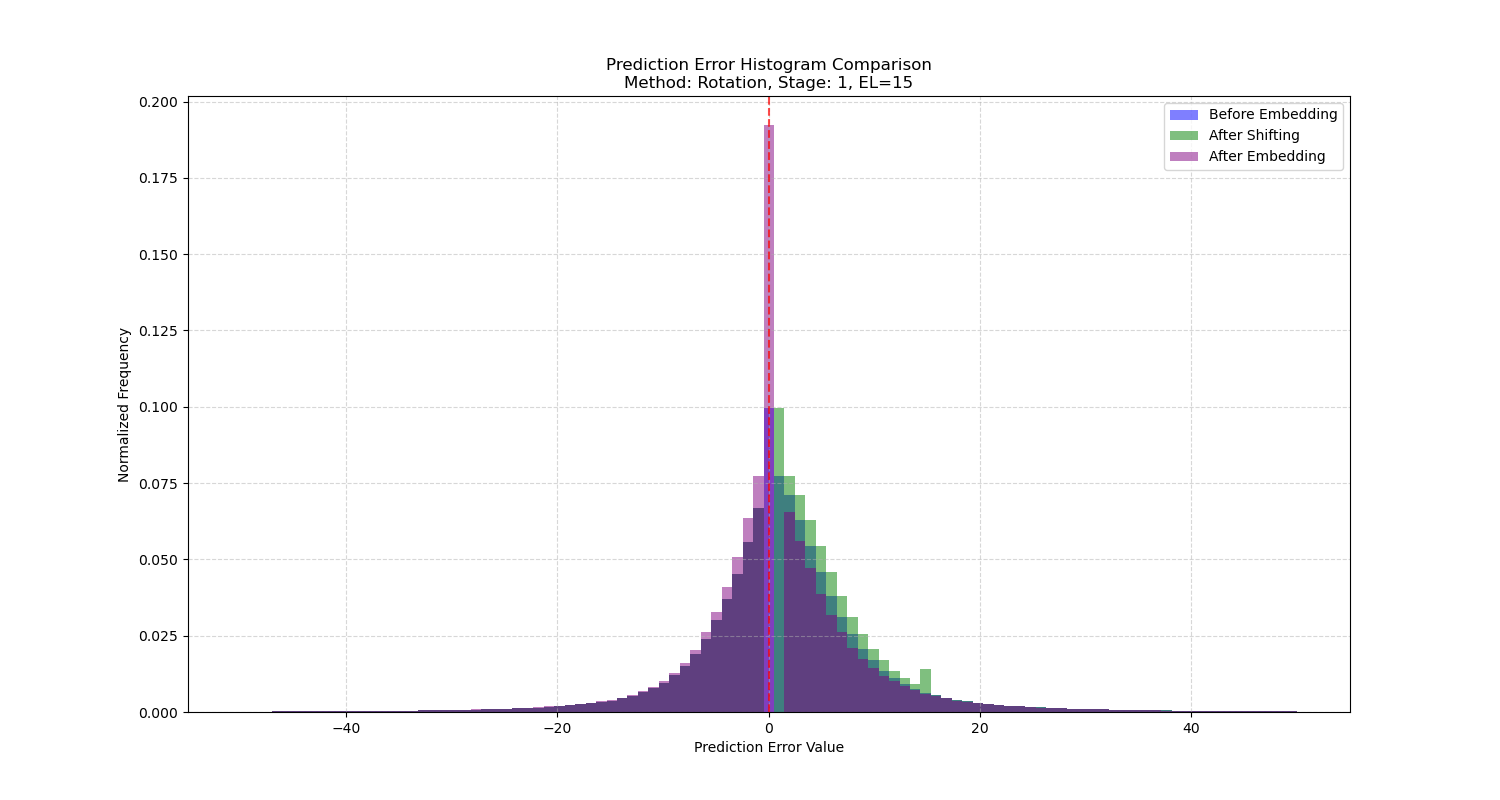 Prediction Error Histogram Comparison
Method: Rotation, Stage: 1, EL=15
Before Embedding
After Shifting
After Embedding
Normalized Frequency
0.200
0.175
0.150
0.125
0.100
0.075
0.050
0.025
0.000
−40
−20
0
20
40
Prediction Error Value